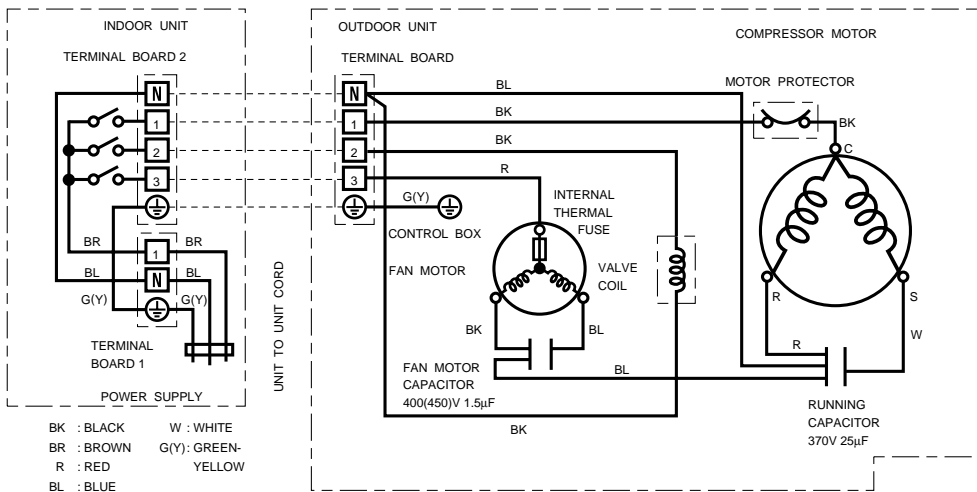 INDOOR UNIT
TERMINAL BOARD 2
N
1
2
3
BR
1
BR
BL
N
BL
G(Y)
G(Y)
TERMINAL
BOARD 1
POWER SUPPLY
UNIT TO UNIT CORD
OUTDOOR UNIT
TERMINAL BOARD
N
1
2
3
BL
BK
BK
R
G(Y)
CONTROL BOX
COMPRESSOR MOTOR
MOTOR PROTECTOR
BK
C
R
S
R
W
INTERNAL
THERMAL
FUSE
FAN MOTOR
VALVE
COIL
BK
BL
FAN MOTOR
CAPACITOR
400(450)V 1.5µF
BL
BK
RUNNING
CAPACITOR
370V 25µF
BK : BLACK
BR : BROWN
R : RED
BL : BLUE
W : WHITE
G(Y): GREEN-
YELLOW